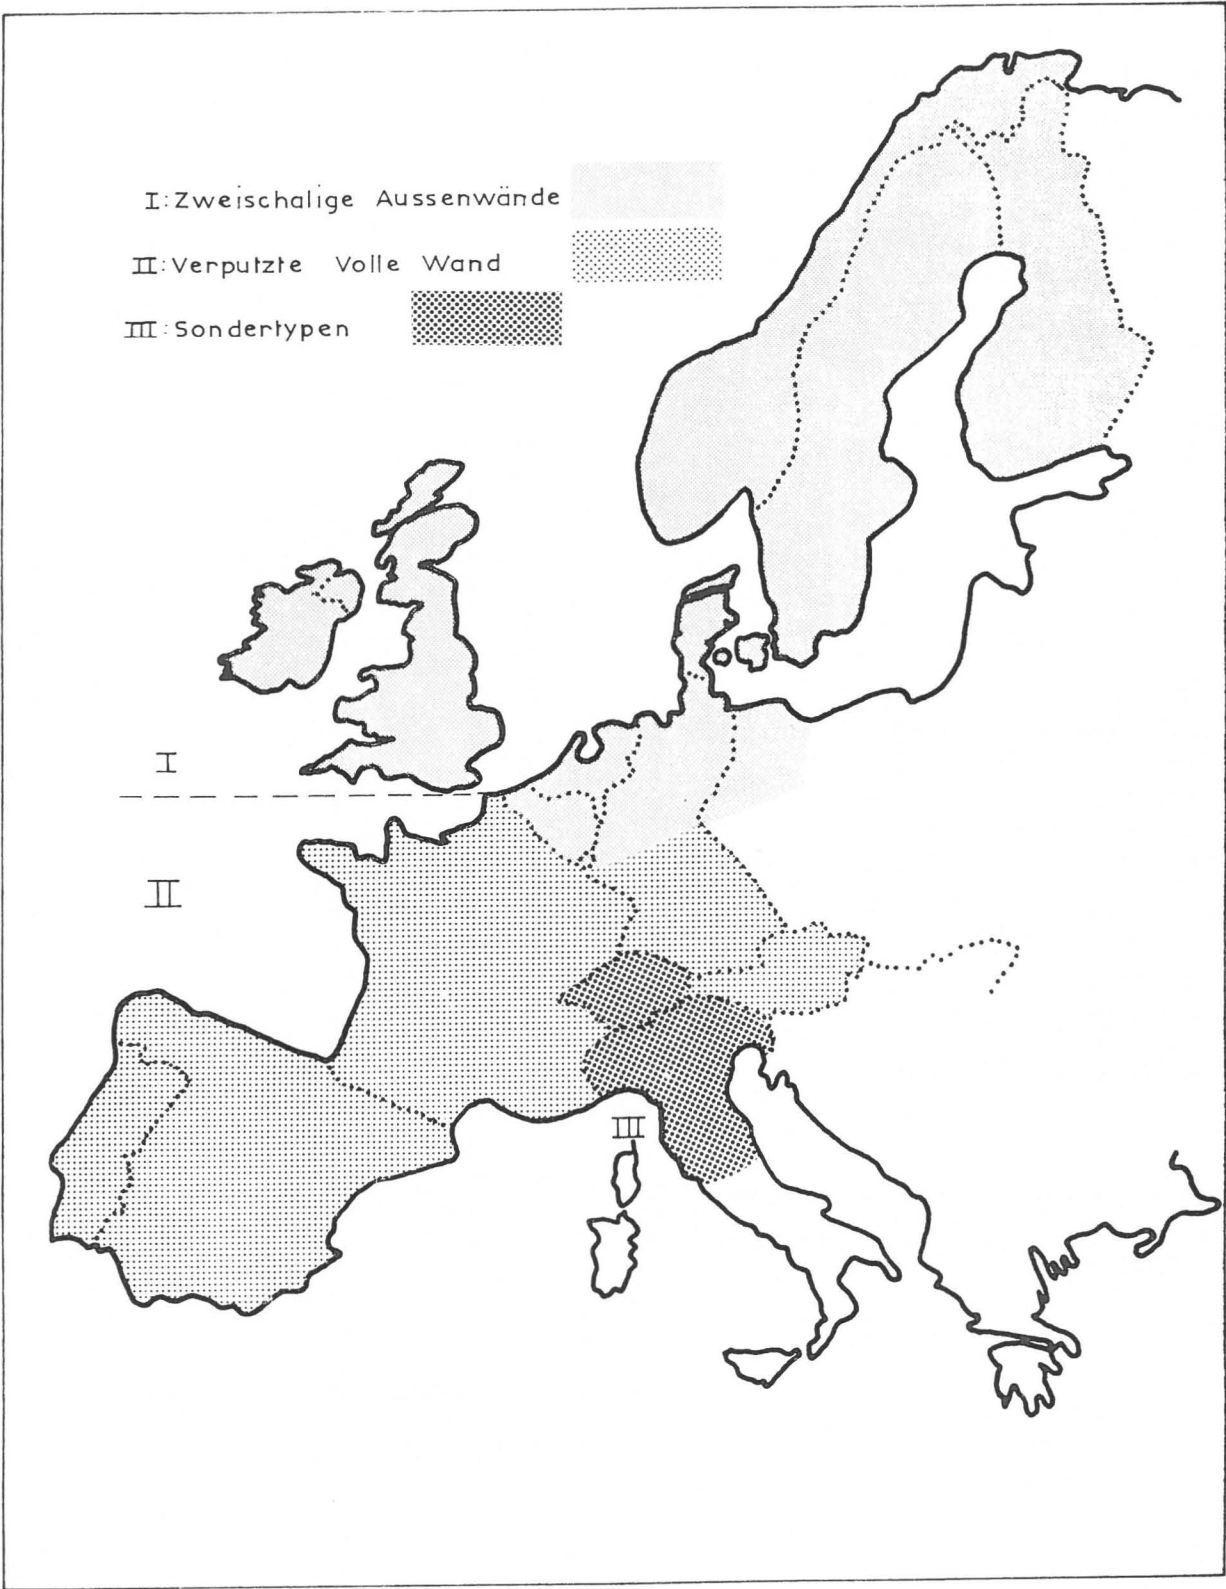 I: Zweischalige Aussenwände
II: Verputzte Volle Wand
III: Sondertypen
I
II
III